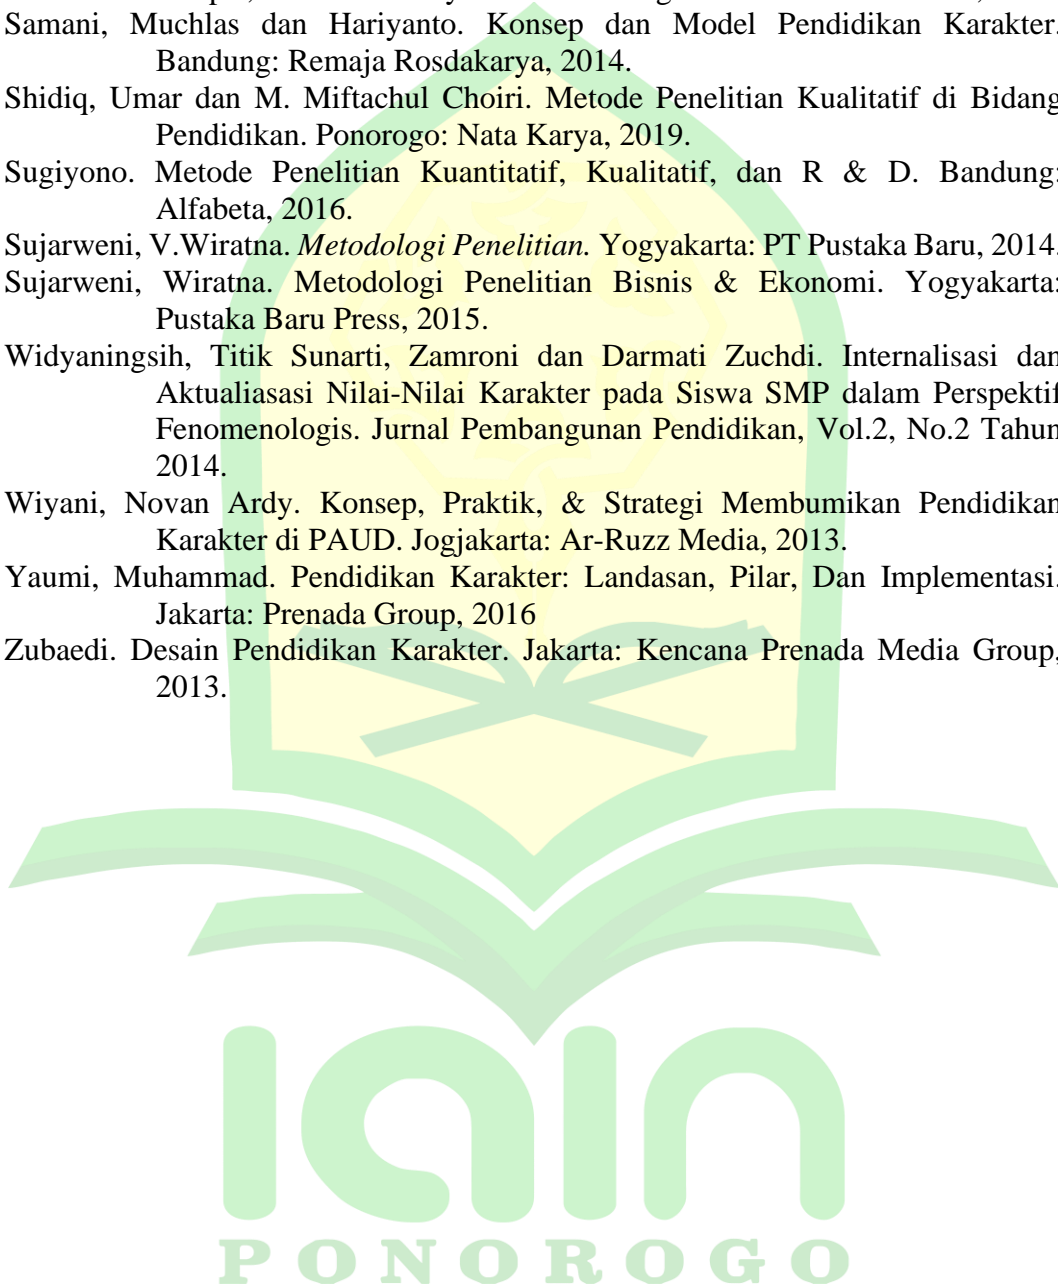 Samani, Muchlas dan Hariyanto. Konsep dan Model Pendidikan Karakter.
Bandung: Remaja Rosdakarya, 2014.
Shidiq, Umar dan M. Miftachul Choiri. Metode Penelitian Kualitatif di Bidang
Pendidikan. Ponorogo: Nata Karya, 2019.
Sugiyono. Metode Penelitian Kuantitatif, Kualitatif, dan R & D. Bandung:
Alfabeta, 2016.
Sujarweni, V.Wiratna. Metodologi Penelitian. Yogyakarta: PT Pustaka Baru, 2014.
Sujarweni, Wiratna. Metodologi Penelitian Bisnis & Ekonomi. Yogyakarta:
Pustaka Baru Press, 2015.
Widyaningsih, Titik Sunarti, Zamroni dan Darmati Zuchdi. Internalisasi dan
Aktualiasasi Nilai-Nilai Karakter pada Siswa SMP dalam Perspektif
Fenomenologis. Jurnal Pembangunan Pendidikan, Vol.2, No.2 Tahun
2014.
Wiyani, Novan Ardy. Konsep, Praktik, & Strategi Membumikan Pendidikan
Karakter di PAUD. Jogjakarta: Ar-Ruzz Media, 2013.
Yaumi, Muhammad. Pendidikan Karakter: Landasan, Pilar, Dan Implementasi.
Jakarta: Prenada Group, 2016
Zubaedi. Desain Pendidikan Karakter. Jakarta: Kencana Prenada Media Group,
2013.
iain
PONOROGO